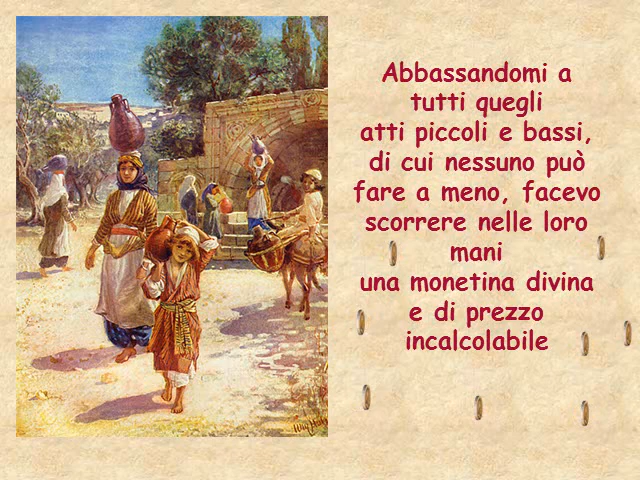 Abbassandomi a
tutti quegli
atti piccoli e bassi,
di cui nessuno può
fare a meno, facevo
scorrere nelle loro
mani
una monetina divina
e di prezzo
incalcolabile